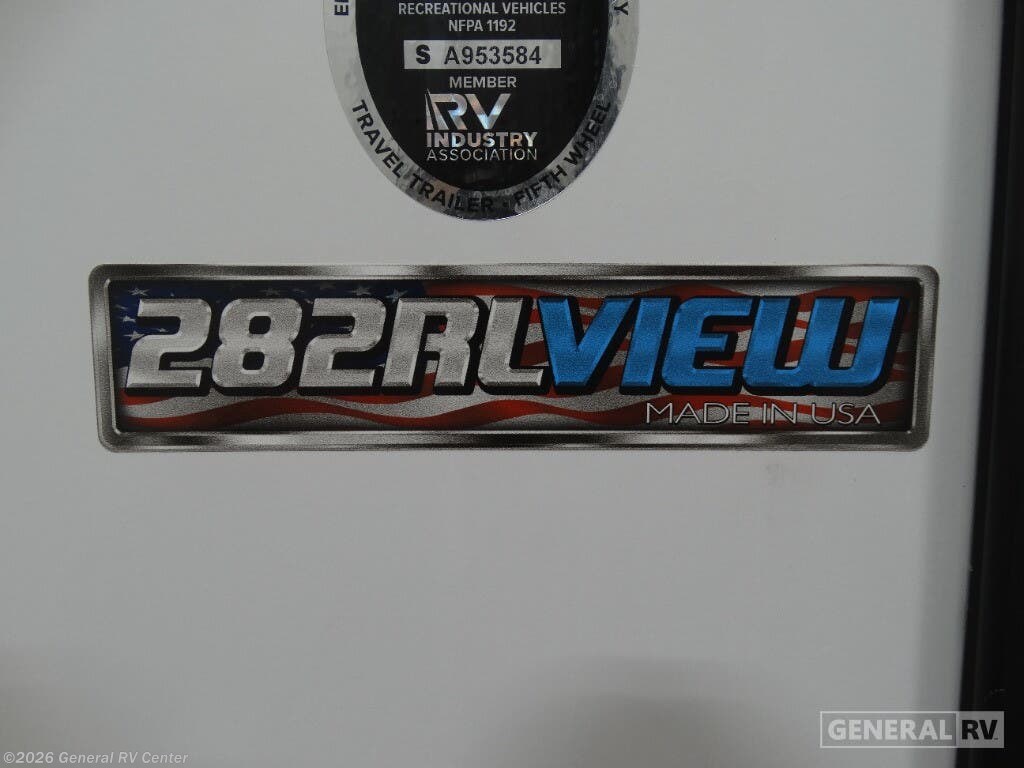 RECREATIONAL VEHICLES
NFPA 1192
S A953584
MEMBER
RV
INDUSTRY
ASSOCIATION
TRAVEL TRAILER • FIFTH WHEEL
282RLVIEW
MADE IN USA
GENERAL RV
©2026 General RV Center